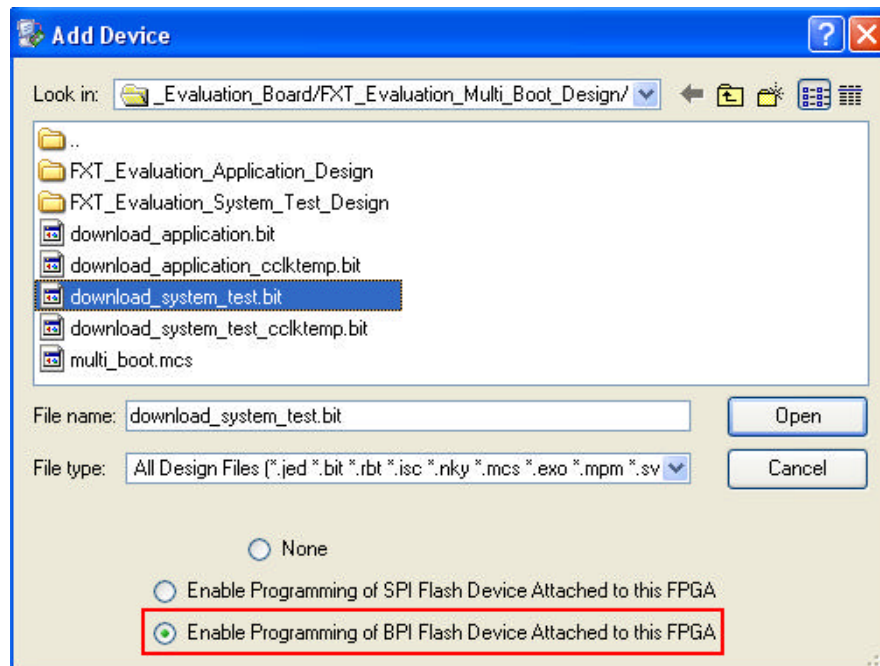 Add Device
Look in: _Evaluation_Board/FXT_Evaluation_Multi_Boot_Design/
..
FXT_Evaluation_Application_Design
FXT_Evaluation_System_Test_Design
download_application.bit
download_application_cclktemp.bit
download_system_test.bit
download_system_test_cclktemp.bit
multi_boot.mcs
File name: download_system_test.bit Open
File type: All Design Files (*.jed *.bit *.rbt *.isc *.nky *.mcs *.exo *.mpm *.sv Cancel
None
Enable Programming of SPI Flash Device Attached to this FPGA
Enable Programming of BPI Flash Device Attached to this FPGA